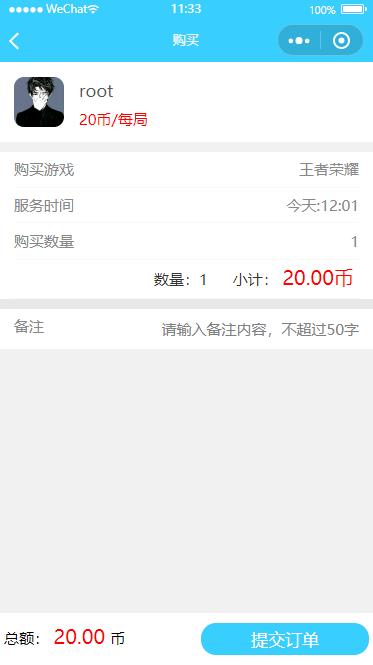 WeChat 11:33 100%
购买
root
20币/每局
购买游戏 王者荣耀
服务时间 今天:12:01
购买数量 1
数量：1 小计： 20.00币
备注 请输入备注内容，不超过50字
总额： 20.00 币 提交订单